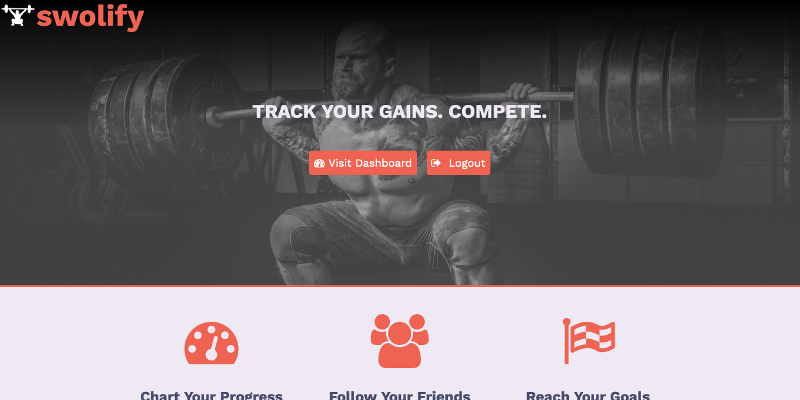 swolify
TRACK YOUR GAINS. COMPETE.
Visit Dashboard
Logout
Chart Your Progress
Follow Your Friends
Reach Your Goals